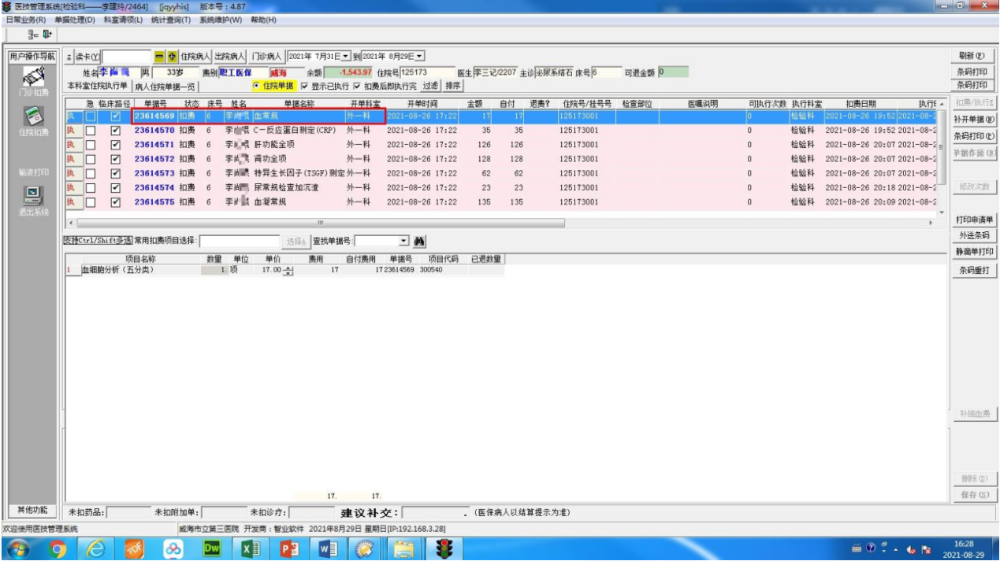 医技管理系统[检验科——李建玲/2464] [jqyyhis] 版本号：4.87
日常业务(R) 单据处理(D) 科室请领(L) 统计查询(T) 系统维护(W) 帮助(H)
用户操作导航 读卡(Y) 住院病人 出院病人 门诊病人 2021年 7月31日 到 2021年 8月29日 刷新(F)
姓名 李 男 33岁 费别 职工医保 威海 余额 -1,543.97 住院号 125173 医生 李三记/2207 主诊 泌尿系结石 床号 6 可退金额 0 条码打印
本科室住院执行单 病人住院单据一览 住院单据 显示已执行 扣费后即执行完 过滤 排序 条码打印
门诊扣费
急 临床路径 单据号 状态 床号 姓名 单据名称 开单科室 开单时间 金额 自付 退费? 住院号/挂号号 检查部位 医嘱说明 可执行次数 执行科室 扣费日期 扣费/执行
执 23614569 扣费 6 李 血常规 外一科 2021-08-26 17:22 17 17 125173001 0 检验科 2021-08-26 19:52 2021-08-2
执 23614570 扣费 6 李 C—反应蛋白测定(CRP) 外一科 2021-08-26 17:22 35 35 125173001 0 检验科 2021-08-26 19:52 2021-08-2
执 23614571 扣费 6 李 肝功能全项 外一科 2021-08-26 17:22 126 126 125173001 0 检验科 2021-08-26 20:07 2021-08-2
执 23614572 扣费 6 李 肾功全项 外一科 2021-08-26 17:22 128 128 125173001 0 检验科 2021-08-26 20:07 2021-08-2
执 23614573 扣费 6 李 特异生长因子(TSGF)测定 外一科 2021-08-26 17:22 62 62 125173001 0 检验科 2021-08-26 20:07 2021-08-2
执 23614574 扣费 6 李 尿常规检查加沉渣 外一科 2021-08-26 17:22 23 23 125173001 0 检验科 2021-08-26 20:18 2021-08-2
执 23614575 扣费 6 李 血凝常规 外一科 2021-08-26 17:22 135 135 125173001 0 检验科 2021-08-26 20:09 2021-08-2
住院扣费
输液打印
退出系统
补开单据(W)
条码打印(P)
单据作废
修改次数
打印申请单
外送条码
静滴单打印
条码重打
支持Ctrl/Shift多选 常用扣费项目选择: 选择 查找单据号:
项目名称 数量 单位 单价 费用 自付费用 单据号 项目代码 已退数量
1 血细胞分析（五分类） 1. 项 17.00 17 17 23614569 300540
补抽血费
删除(D)
17. 17.
保存(S)
其他功能 未扣药品: 未扣附加单: 未扣诊疗: 建议补交: . (医保病人以结算提示为准)
欢迎使用医技管理系统 威海市立第三医院 开发商：智业软件 2021年8月29日 星期日[IP:192.168.3.28]
16:28
2021-08-29